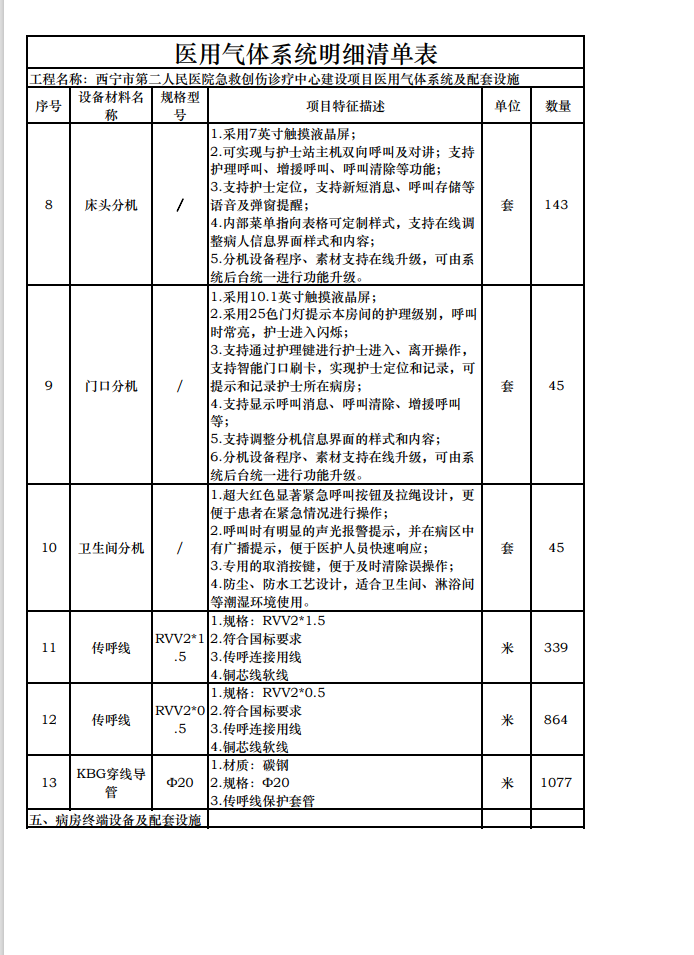 医用气体系统明细清单表
工程名称：西宁市第二人民医院急救创伤诊疗中心建设项目医用气体系统及配套设施
序号 设备材料名称 规格型号 项目特征描述 单位 数量
8 床头分机 / 套 143
1.采用7英寸触摸液晶屏；
2.可实现与护士站主机双向呼叫及对讲；支持
护理呼叫、增援呼叫、呼叫清除等功能；
3.支持护士定位，支持新短消息、呼叫存储等
语音及弹窗提醒；
4.内部菜单指向表格可定制样式，支持在线调
整病人信息界面样式和内容；
5.分机设备程序、素材支持在线升级，可由系
统后台统一进行功能升级。
9 门口分机 / 套 45
1.采用10.1英寸触摸液晶屏；
2.采用25色门灯提示本房间的护理级别，呼叫
时常亮，护士进入闪烁；
3.支持通过护理键进行护士进入、离开操作，
支持智能门口刷卡，实现护士定位和记录，可
提示和记录护士所在病房；
4.支持显示呼叫消息、呼叫清除、增援呼叫
等；
5.支持调整分机信息界面的样式和内容；
6.分机设备程序、素材支持在线升级，可由系
统后台统一进行功能升级。
10 卫生间分机 / 套 45
1.超大红色显著紧急呼叫按钮及拉绳设计，更
便于患者在紧急情况进行操作；
2.呼叫时有明显的声光报警提示，并在病区中
有广播提示，便于医护人员快速响应；
3.专用的取消按键，便于及时清除误操作；
4.防尘、防水工艺设计，适合卫生间、淋浴间
等潮湿环境使用。
11 传呼线 RVV2*1.5 米 339
1.规格：RVV2*1.5
2.符合国标要求
3.传呼连接用线
4.铜芯线软线
12 传呼线 RVV2*0.5 米 864
1.规格：RVV2*0.5
2.符合国标要求
3.传呼连接用线
4.铜芯线软线
13 KBG穿线导管 Φ20 米 1077
1.材质：碳钢
2.规格：Φ20
3.传呼线保护套管
五、病房终端设备及配套设施